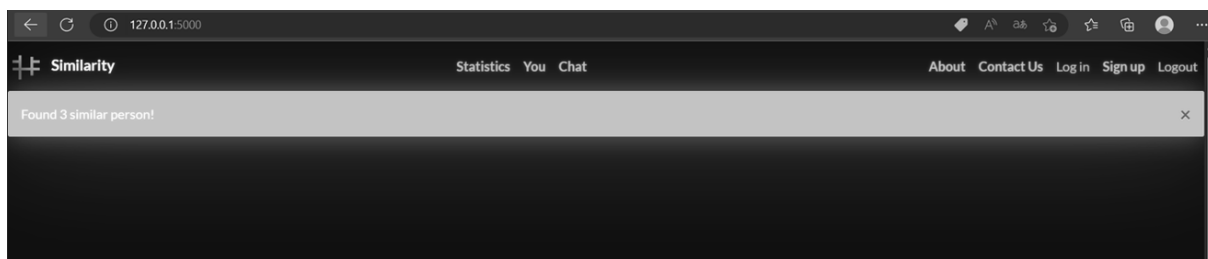 127.0.0.1:5000
Similarity Statistics You Chat About Contact Us Log in Sign up Logout
Found 3 similar person! ×